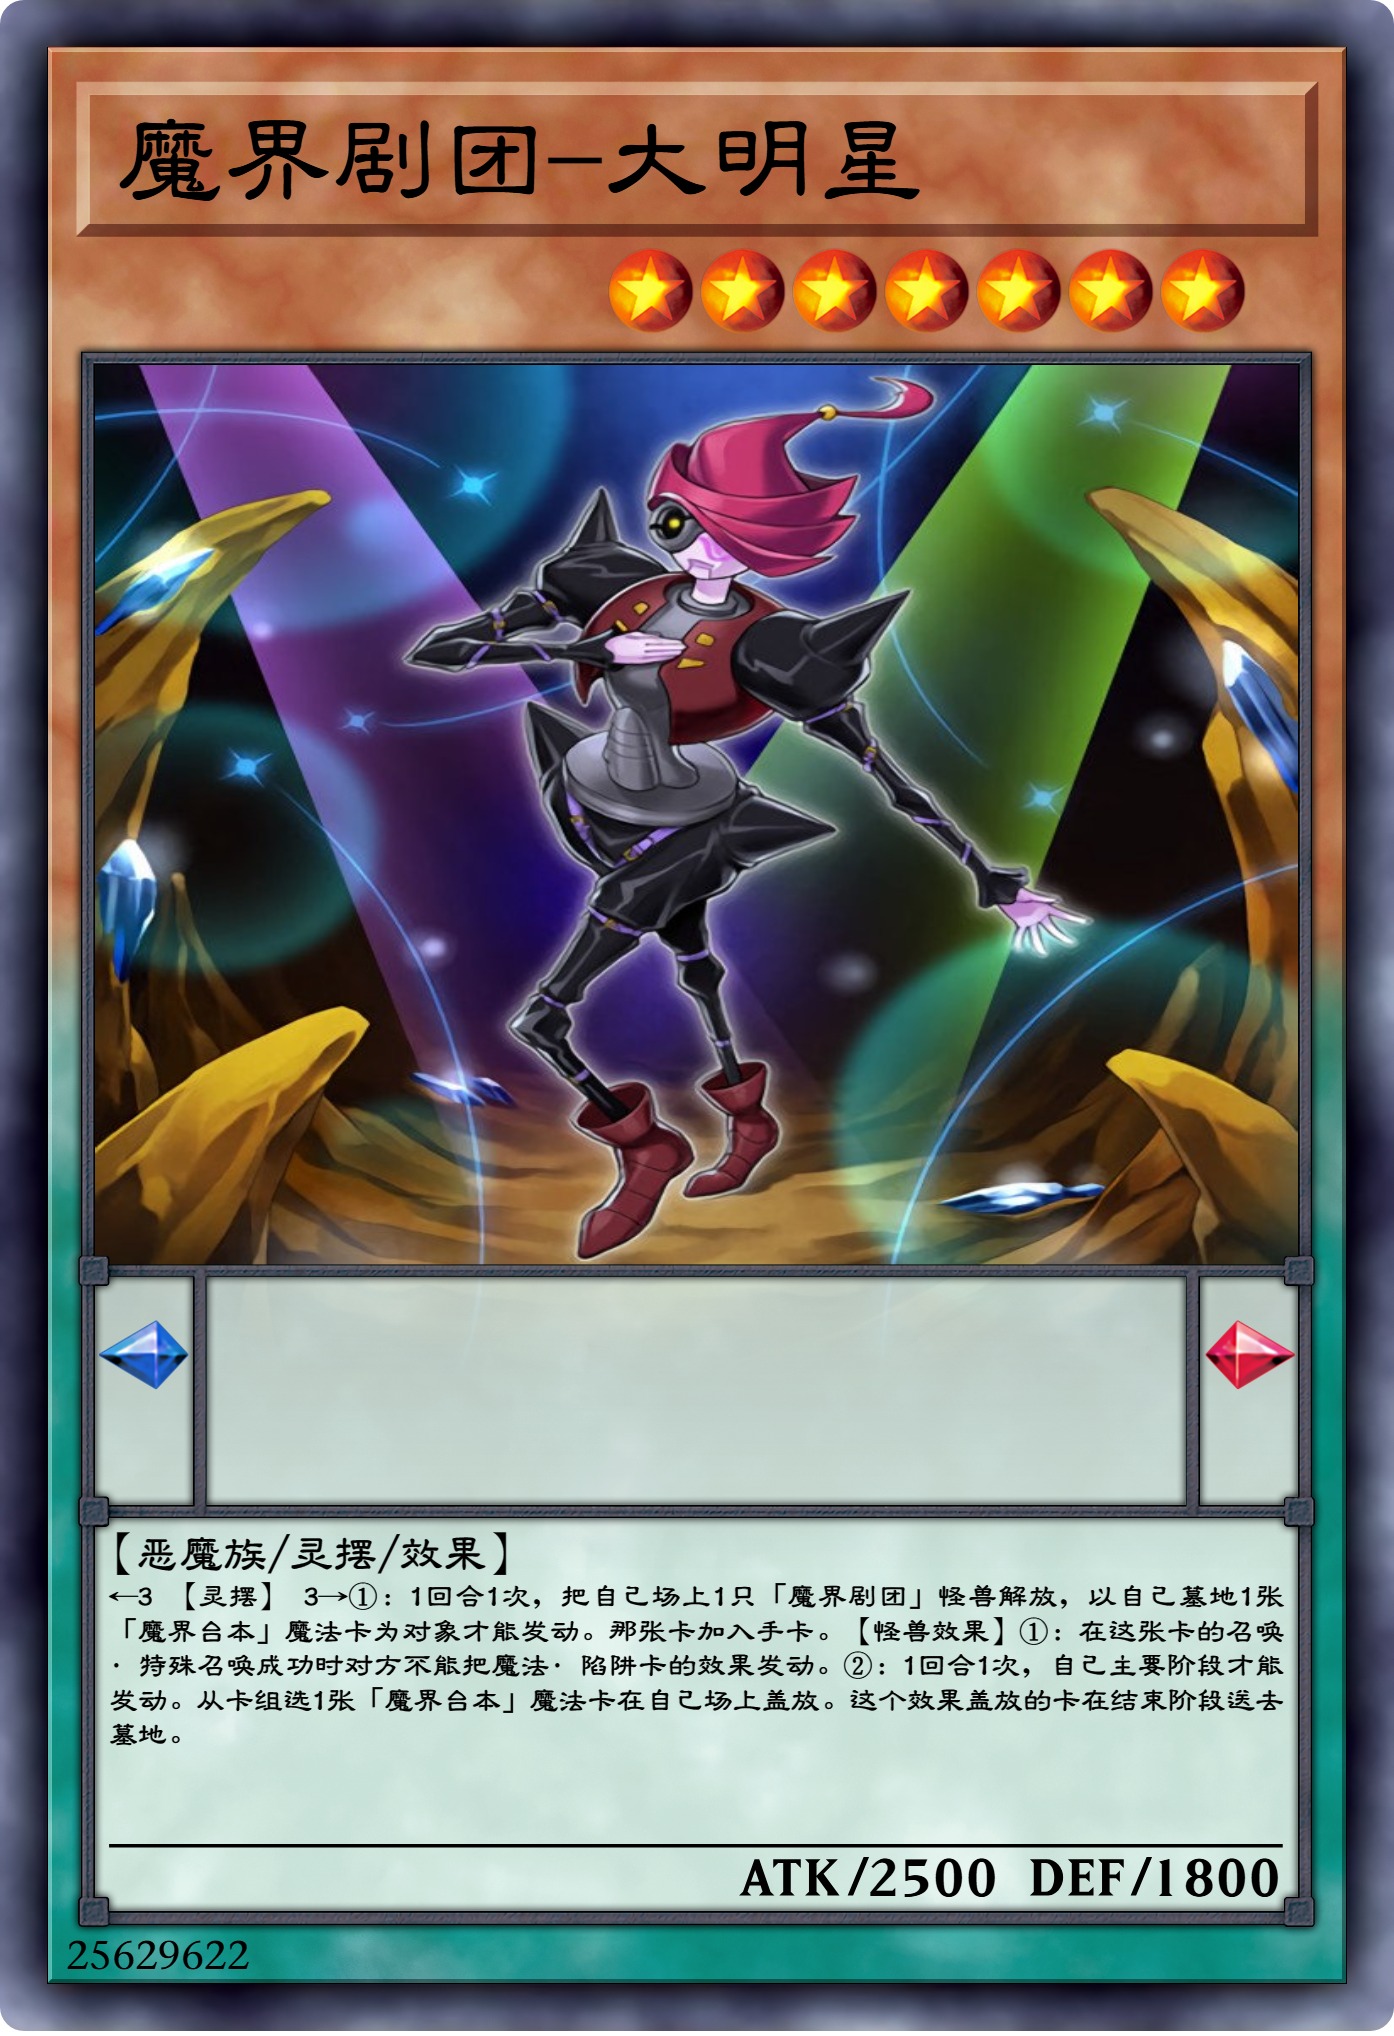 魔界剧团-大明星
【恶魔族/灵摆/效果】
←3 【灵摆】 3→①：1回合1次，把自己场上1只「魔界剧团」怪兽解放，以自己墓地1张
「魔界台本」魔法卡为对象才能发动。那张卡加入手卡。【怪兽效果】①：在这张卡的召唤
·特殊召唤成功时对方不能把魔法·陷阱卡的效果发动。②：1回合1次，自己主要阶段才能
发动。从卡组选1张「魔界台本」魔法卡在自己场上盖放。这个效果盖放的卡在结束阶段送去
墓地。
ATK/2500 DEF/1800
25629622